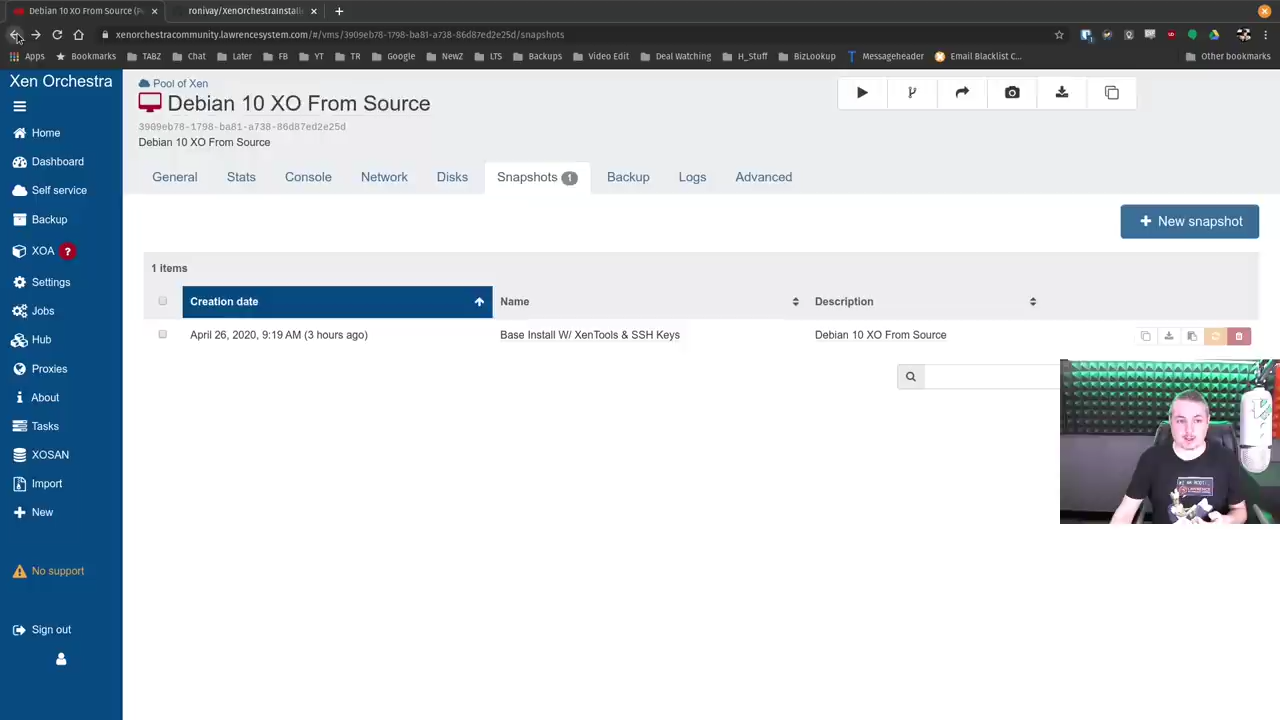 Debian 10 XO From Source (P
ronivay/XenOrchestraInstall
xenorchestracommunity.lawrencesystem.com/#/vms/3909eb78-1798-ba81-a738-86d87ed2e25d/snapshots
Apps
Bookmarks
TABZ
Chat
Later
FB
YT
TR
Google
NewZ
LTS
Backups
Video Edit
Deal Watching
H_Stuff
BizLookup
Messageheader
Email Blacklist C...
Other bookmarks
Xen Orchestra
Home
Dashboard
Self service
Backup
XOA ?
Settings
Jobs
Hub
Proxies
About
Tasks
XOSAN
Import
New
No support
Sign out
Pool of Xen
Debian 10 XO From Source
3909eb78-1798-ba81-a738-86d87ed2e25d
Debian 10 XO From Source
General
Stats
Console
Network
Disks
Snapshots 1
Backup
Logs
Advanced
New snapshot
1 items
Creation date
Name
Description
April 26, 2020, 9:19 AM (3 hours ago)
Base Install W/ XenTools & SSH Keys
Debian 10 XO From Source